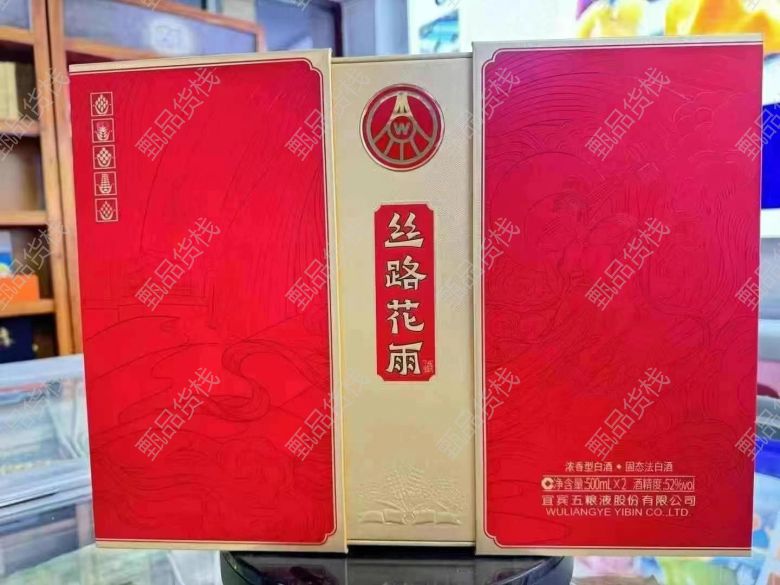 W
丝路花雨
浓香型白酒•固态法白酒
净含量:500mL×2 酒精度:52%vol
宜宾五粮液股份有限公司
WULIANGYE YIBIN CO.,LTD.
甄品货栈